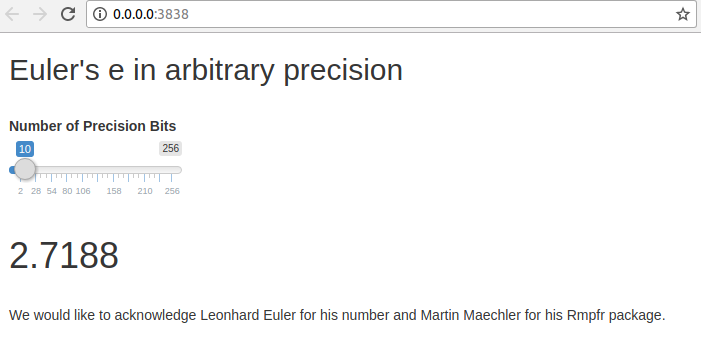 0.0.0.0:3838
Euler's e in arbitrary precision
Number of Precision Bits
10 256
2 28 54 80 106 158 210 256
2.7188
We would like to acknowledge Leonhard Euler for his number and Martin Maechler for his Rmpfr package.